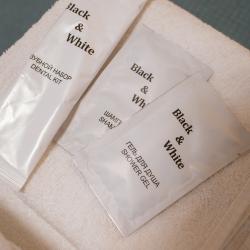 Black
&
White
ЗУБНОЙ НАБОР
DENTAL KIT
Black
&
White
Black
&
White
ГЕЛЬ ДЛЯ ДУША
SHOWER GEL